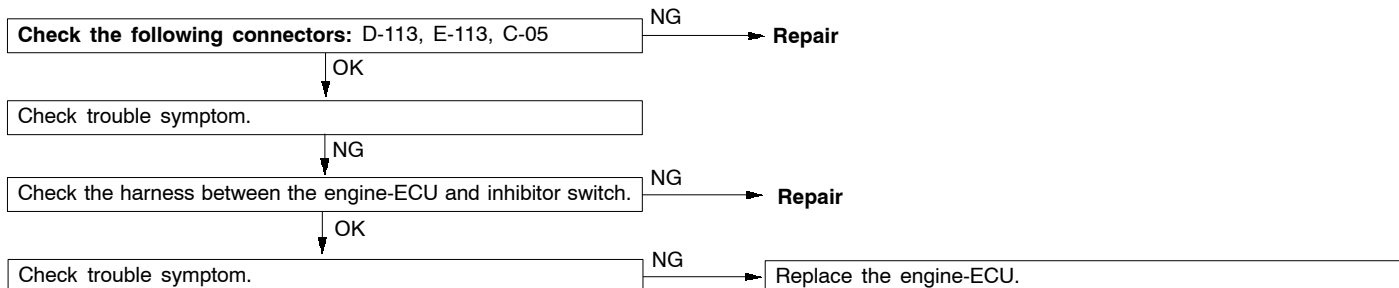 Check the following connectors: D-113, E-113, C-05
NG
Repair
OK
Check trouble symptom.
NG
Check the harness between the engine-ECU and inhibitor switch.
NG
Repair
OK
Check trouble symptom.
NG
Replace the engine-ECU.